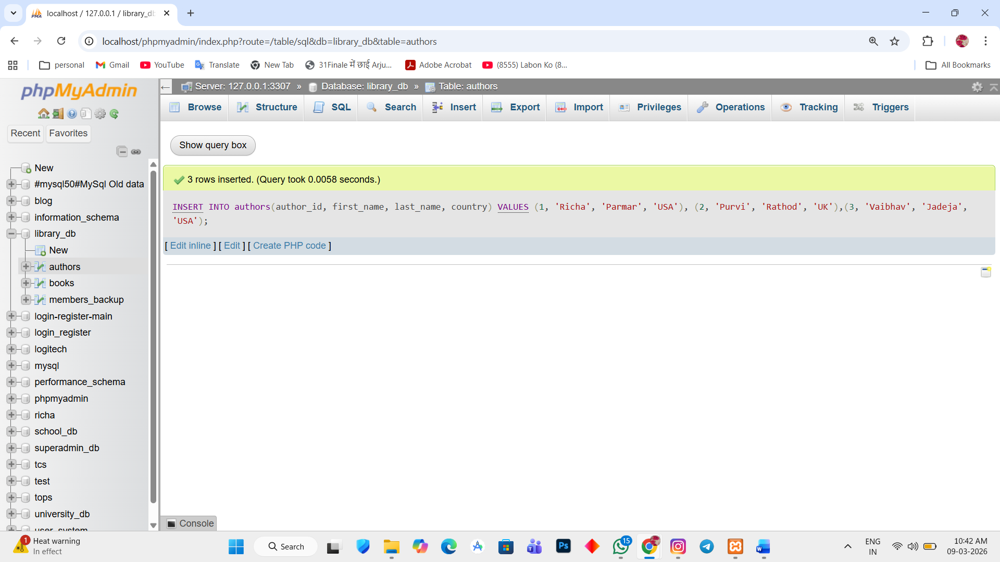 localhost / 127.0.0.1 / library_db
localhost/phpmyadmin/index.php?route=/table/sql&db=library_db&table=authors
personal
Gmail
YouTube
Translate
New Tab
31Finale में छाई Arju...
Adobe Acrobat
(8555) Labon Ko (8...
All Bookmarks
phpMyAdmin
Recent
Favorites
New
#mysql50#MySql Old data
blog
information_schema
library_db
New
authors
books
members_backup
login-register-main
login_register
logitech
mysql
performance_schema
phpmyadmin
richa
school_db
superadmin_db
tcs
test
tops
university_db
user_system
Server: 127.0.0.1:3307 » Database: library_db » Table: authors
Browse
Structure
SQL
Search
Insert
Export
Import
Privileges
Operations
Tracking
Triggers
Show query box
3 rows inserted. (Query took 0.0058 seconds.)
INSERT INTO authors(author_id, first_name, last_name, country) VALUES (1, 'Richa', 'Parmar', 'USA'), (2, 'Purvi', 'Rathod', 'UK'),(3, 'Vaibhav', 'Jadeja',
'USA');
[ Edit inline ] [ Edit ] [ Create PHP code ]
Console
1
Heat warning
In effect
Search
Ps
15
W
ENG
IN
10:42 AM
09-03-2026